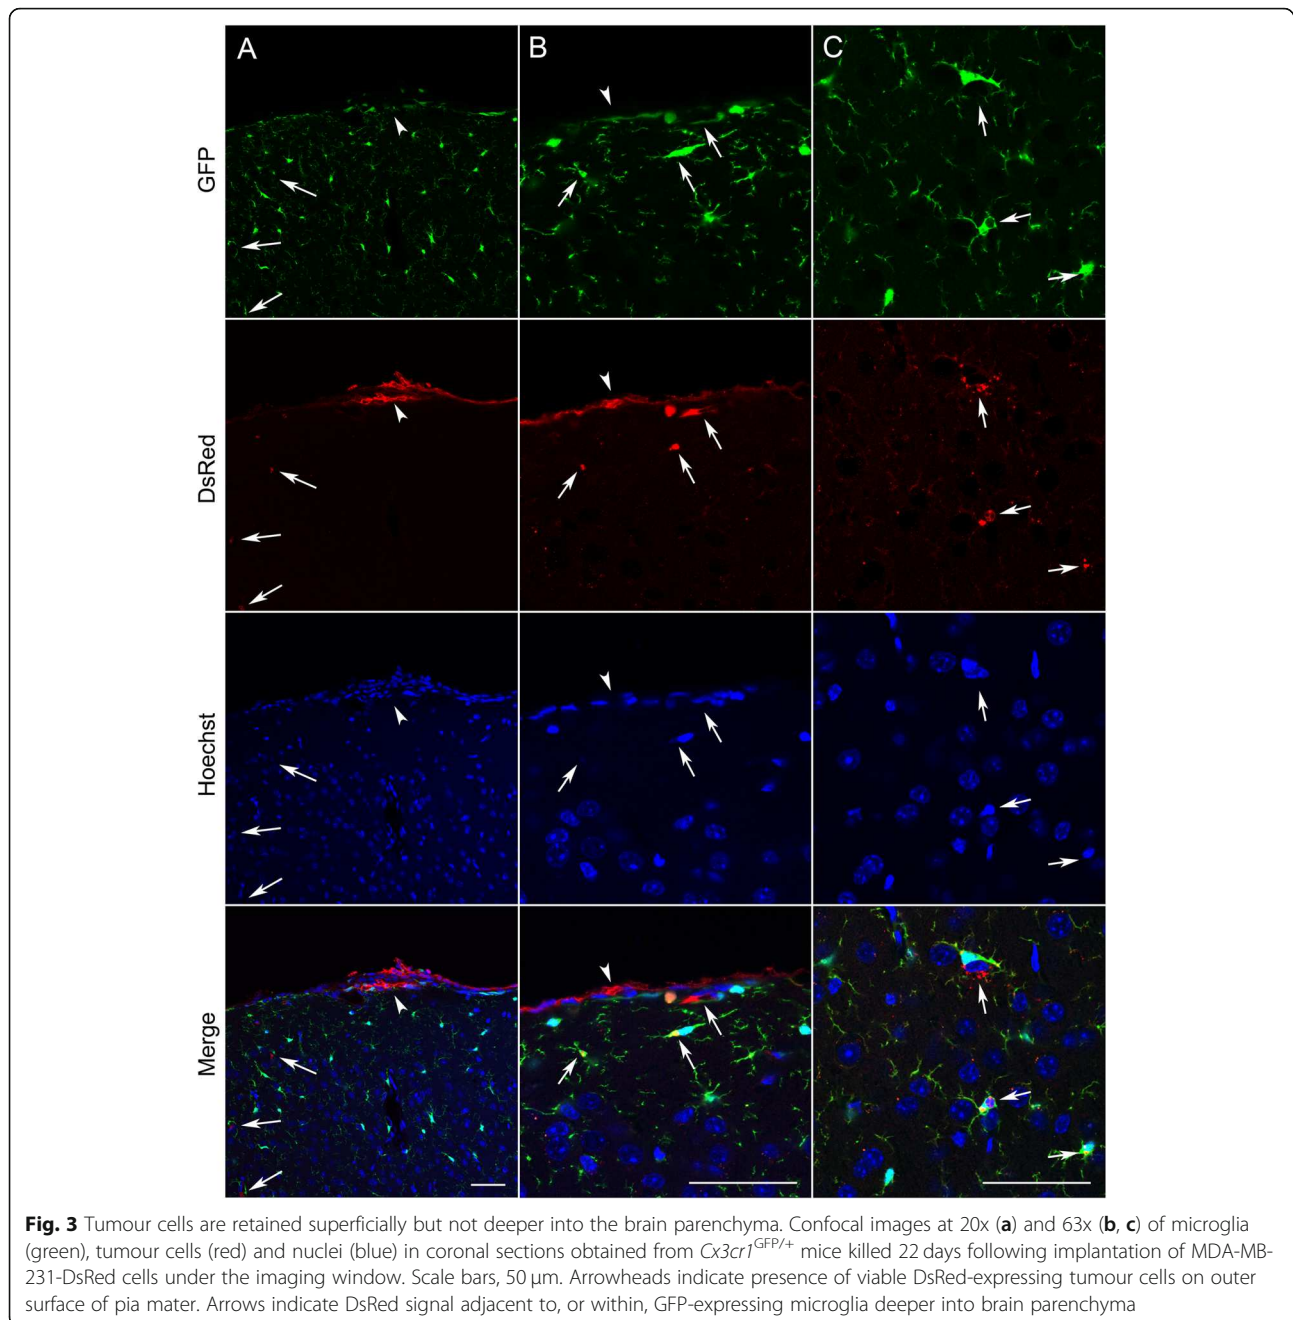 A
B
C
GFP
DsRed
Hoechst
Merge
Fig. 3 Tumour cells are retained superficially but not deeper into the brain parenchyma. Confocal images at 20x (a) and 63x (b, c) of microglia
(green), tumour cells (red) and nuclei (blue) in coronal sections obtained from Cx3cr1GFP/+ mice killed 22 days following implantation of MDA-MB-
231-DsRed cells under the imaging window. Scale bars, 50 μm. Arrowheads indicate presence of viable DsRed-expressing tumour cells on outer
surface of pia mater. Arrows indicate DsRed signal adjacent to, or within, GFP-expressing microglia deeper into brain parenchyma